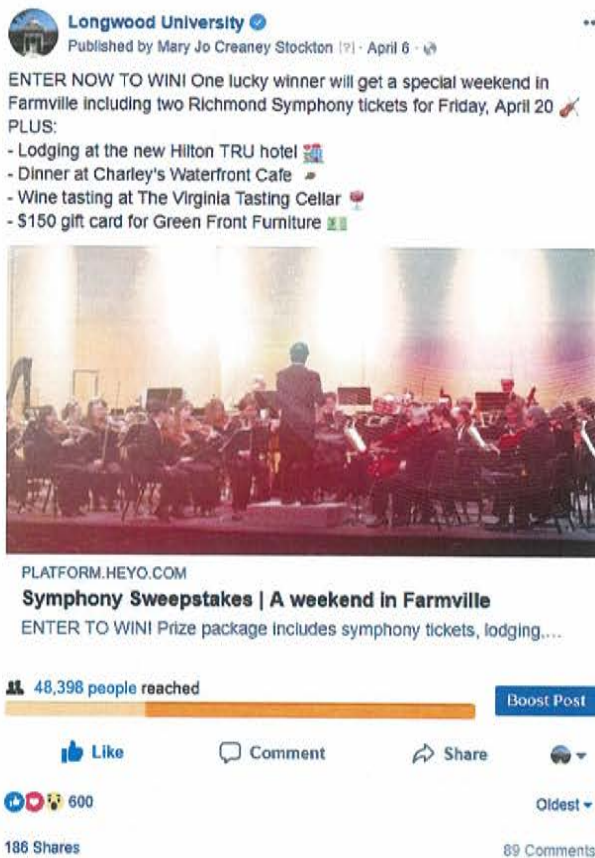 Longwood University
Published by Mary Jo Creaney Stockton [?] · April 6 ·
ENTER NOW TO WIN! One lucky winner will get a special weekend in
Farmville including two Richmond Symphony tickets for Friday, April 20
PLUS:
- Lodging at the new Hilton TRU hotel
- Dinner at Charley's Waterfront Cafe
- Wine tasting at The Virginia Tasting Cellar
- $150 gift card for Green Front Furniture
PLATFORM.HEYO.COM
Symphony Sweepstakes | A weekend in Farmville
ENTER TO WIN! Prize package includes symphony tickets, lodging,...
48,398 people reached
Boost Post
Like Comment Share
600 Oldest
186 Shares 89 Comments